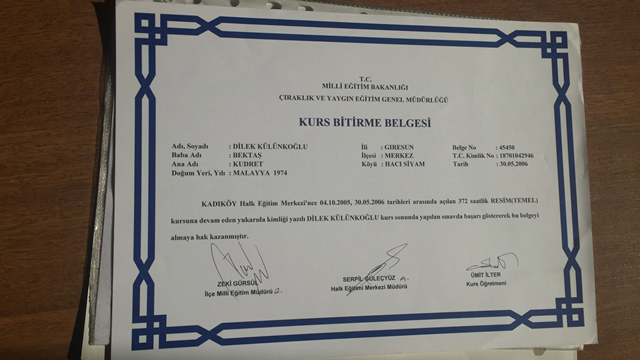 T.C.
MİLLİ EĞİTİM BAKANLIĞI
ÇIRAKLIK VE YAYGIN EĞİTİM GENEL MÜDÜRLÜĞÜ
KURS BİTİRME BELGESİ
Adı, Soyadı : DİLEK KÜLÜNKOĞLU İli : GIRESUN Belge No : 45450
Baba Adı : BEKTAŞ İlçesi : MERKEZ T.C. Kimlik No : 18701042946
Ana Adı : KUDRET Köyü : HACI SİYAM Tarih : 30.05.2006
Doğum Yeri, Yılı : MALAYYA 1974
KADIKÖY Halk Eğitim Merkezi'nce 04.10.2005, 30.05.2006 tarihleri arasında açılan 372 saatlik RESİM(TEMEL)
kursuna devam eden yukarıda kimliği yazılı DİLEK KÜLÜNKOĞLU kurs sonunda yapılan sınavda başarı göstererek bu belgeyi
almaya hak kazanmıştır.
ZEKİ GÜRSUL SERPİL GÜLEÇYÜZ ÜMİT İLTER
İlçe Milli Eğitim Müdürü Halk Eğitimi Merkezi Müdürü Kurs Öğretmeni